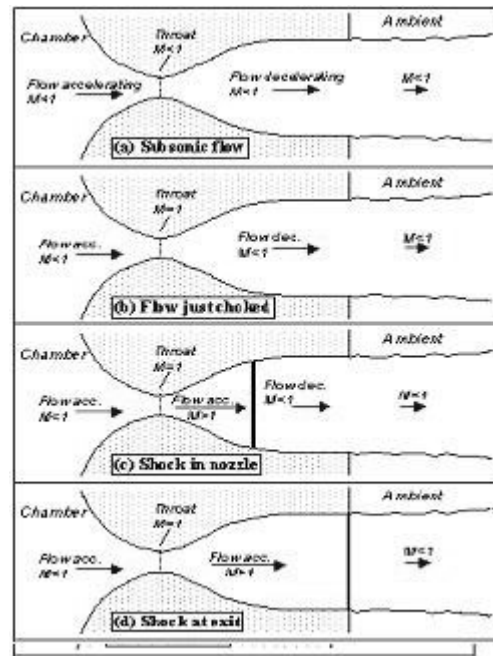 Chamber
Throat
M<1
Ambient
Flow accelerating
M<1
Flow decelerating
M<1
M<1
(a) Subsonic flow
Chamber
Throat
M=1
Ambient
Flow acc.
M<1
Flow dec.
M<1
M<1
(b) Flow just choked
Chamber
Throat
M=1
Ambient
Flow acc.
M<1
Flow acc.
M>1
Flow dec.
M<1
M<1
(c) Shock in nozzle
Chamber
Throat
M=1
Ambient
Flow acc.
M<1
Flow acc.
M>1
M<1
(d) Shock at exit